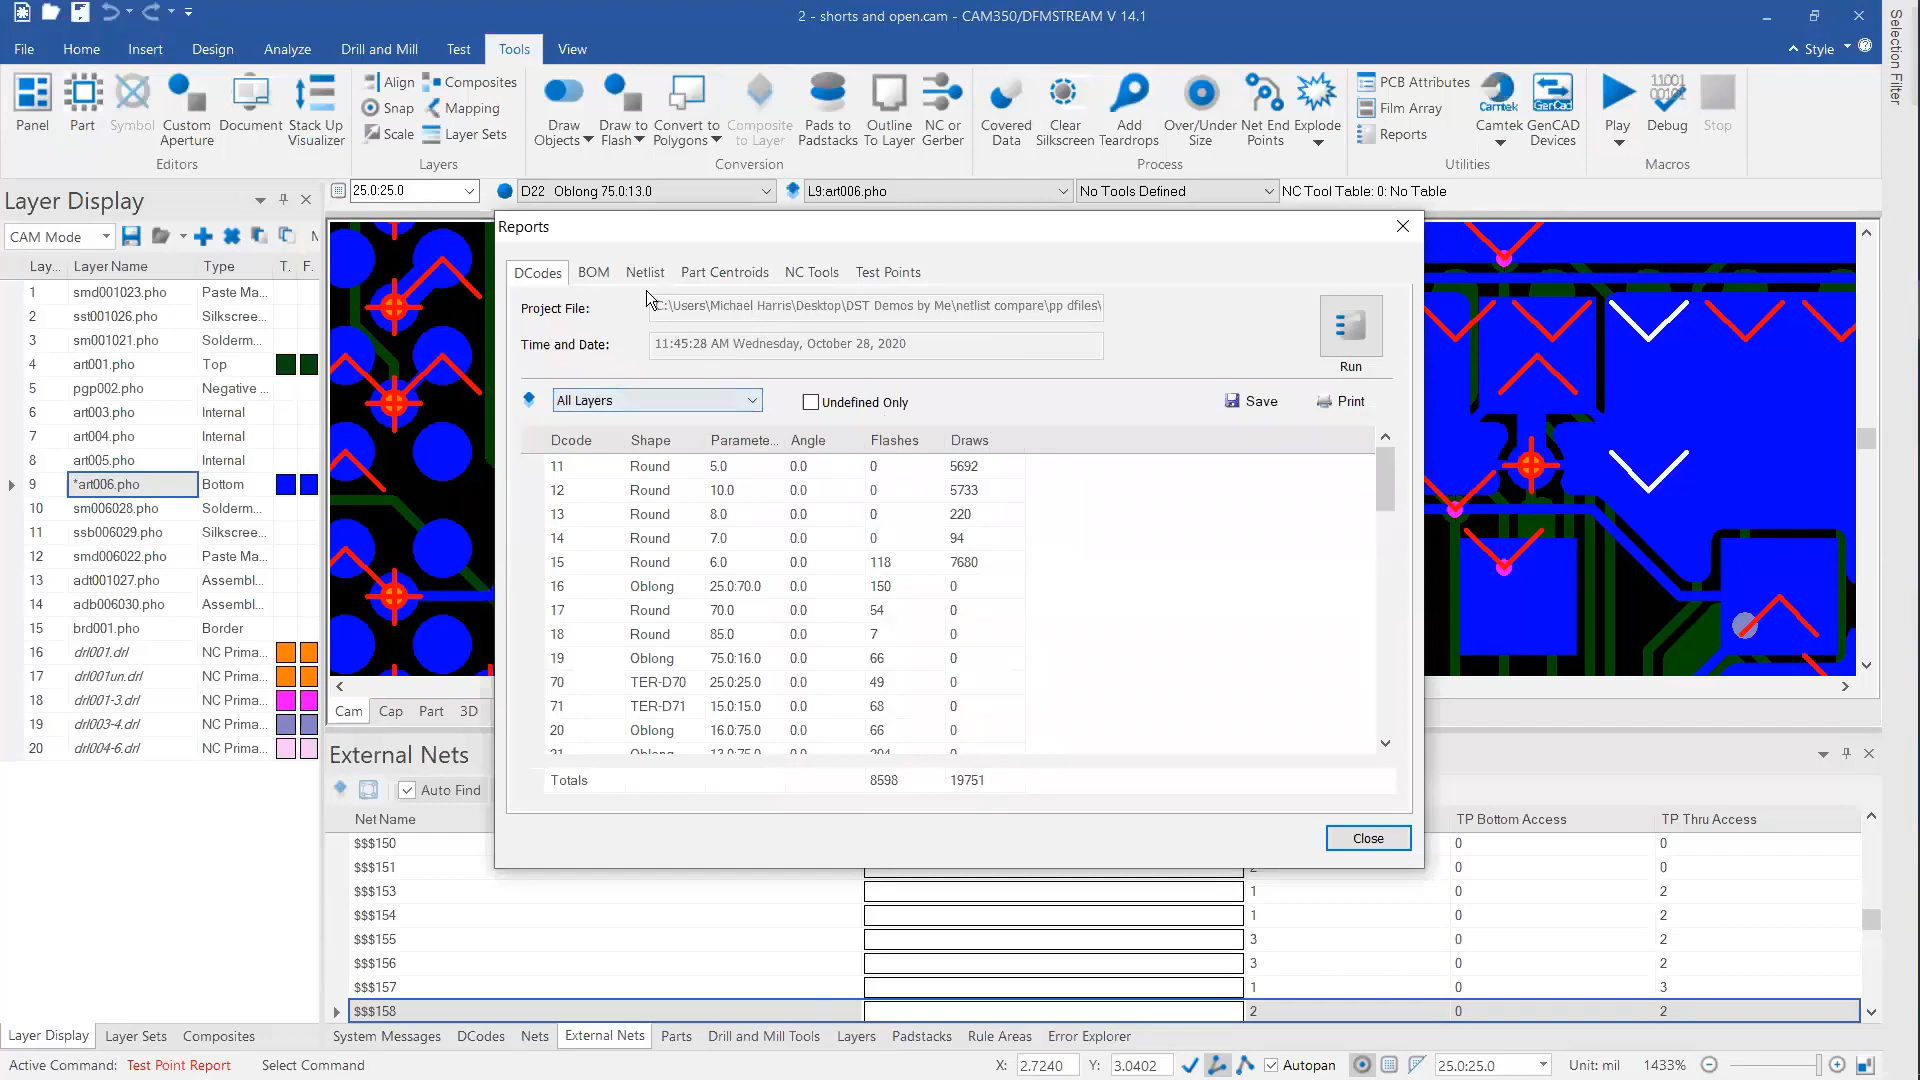 2 - shorts and open.cam - CAM350/DFMSTREAM V 14.1
File Home Insert Design Analyze Drill and Mill Test Tools View Style
Selection Filter
Panel Part Symbol Custom Aperture Document Stack Up Visualizer
Editors
Align Composites
Snap Mapping
Scale Layer Sets
Layers
Draw Objects Draw to Flash Convert to Polygons Composite to Layer Pads to Padstacks Outline To Layer NC or Gerber
Conversion
Covered Data Clear Silkscreen Add Teardrops Over/Under Size Net End Points Explode
Process
PCB Attributes
Film Array
Reports
Camtek GenCAD Devices
Utilities
Play Debug Stop
Macros
25.0:25.0 D22 Oblong 75.0:13.0 L9:art006.pho No Tools Defined NC Tool Table: 0: No Table
Layer Display
CAM Mode
Lay... Layer Name Type T. F.
1 smd001023.pho Paste Ma...
2 sst001026.pho Silkscree...
3 sm001021.pho Solderm...
4 art001.pho Top
5 pgp002.pho Negative
6 art003.pho Internal
7 art004.pho Internal
8 art005.pho Internal
9 *art006.pho Bottom
10 sm006028.pho Solderm...
11 ssb006029.pho Silkscree...
12 smd006022.pho Paste Ma...
13 adt001027.pho Assembl...
14 adb006030.pho Assembl...
15 brd001.pho Border
16 drl001.drl NC Prima...
17 drl001un.drl NC Prima...
18 drl001-3.drl NC Prima...
19 drl003-4.drl NC Prima...
20 drl004-6.drl NC Prima...
Reports
DCodes BOM Netlist Part Centroids NC Tools Test Points
Project File: C:\Users\Michael Harris\Desktop\DST Demos by Me\netlist compare\pp dfiles\
Time and Date: 11:45:28 AM Wednesday, October 28, 2020
Run
All Layers Undefined Only Save Print
Dcode Shape Paramete... Angle Flashes Draws
11 Round 5.0 0.0 0 5692
12 Round 10.0 0.0 0 5733
13 Round 8.0 0.0 0 220
14 Round 7.0 0.0 0 94
15 Round 6.0 0.0 118 7680
16 Oblong 25.0:70.0 0.0 150 0
17 Round 70.0 0.0 54 0
18 Round 85.0 0.0 7 0
19 Oblong 75.0:16.0 0.0 66 0
70 TER-D70 25.0:25.0 0.0 49 0
71 TER-D71 15.0:15.0 0.0 68 0
20 Oblong 16.0:75.0 0.0 66 0
21 Oblong 13.0:75.0 0.0 204 0
Totals 8598 19751
Close
Cam Cap Part 3D
External Nets
Auto Find
Net Name TP Bottom Access TP Thru Access
$$$150 0 0
$$$151 2 0 0
$$$153 1 0 2
$$$154 1 0 2
$$$155 3 0 2
$$$156 3 0 2
$$$157 1 0 3
$$$158 2 0 2
Layer Display Layer Sets Composites
System Messages DCodes Nets External Nets Parts Drill and Mill Tools Layers Padstacks Rule Areas Error Explorer
Active Command: Test Point Report Select Command X: 2.7240 Y: 3.0402 Autopan 25.0:25.0 Unit: mil 1433%